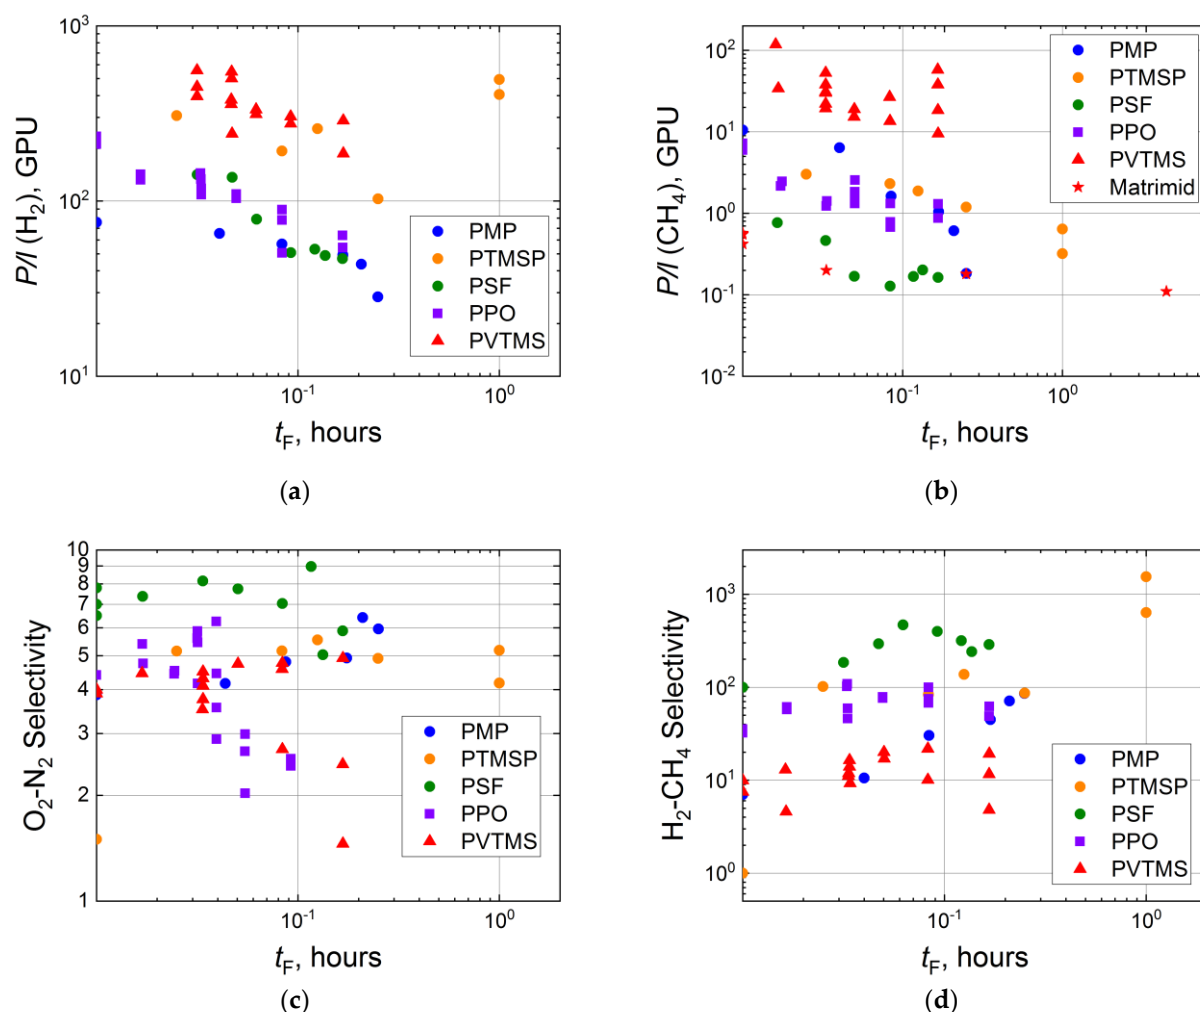 P/l (H₂), GPU
10³
10²
10¹
10⁻¹
10⁰
t_F, hours
PMP
PTMSP
PSF
PPO
PVTMS
(a)
P/l (CH₄), GPU
10²
10¹
10⁰
10⁻¹
10⁻²
10⁻¹
10⁰
t_F, hours
PMP
PTMSP
PSF
PPO
PVTMS
Matrimid
(b)
O₂-N₂ Selectivity
10
9
8
7
6
5
4
3
2
1
10⁻¹
10⁰
t_F, hours
PMP
PTMSP
PSF
PPO
PVTMS
(c)
H₂-CH₄ Selectivity
10³
10²
10¹
10⁰
10⁻¹
10⁰
t_F, hours
PMP
PTMSP
PSF
PPO
PVTMS
(d)